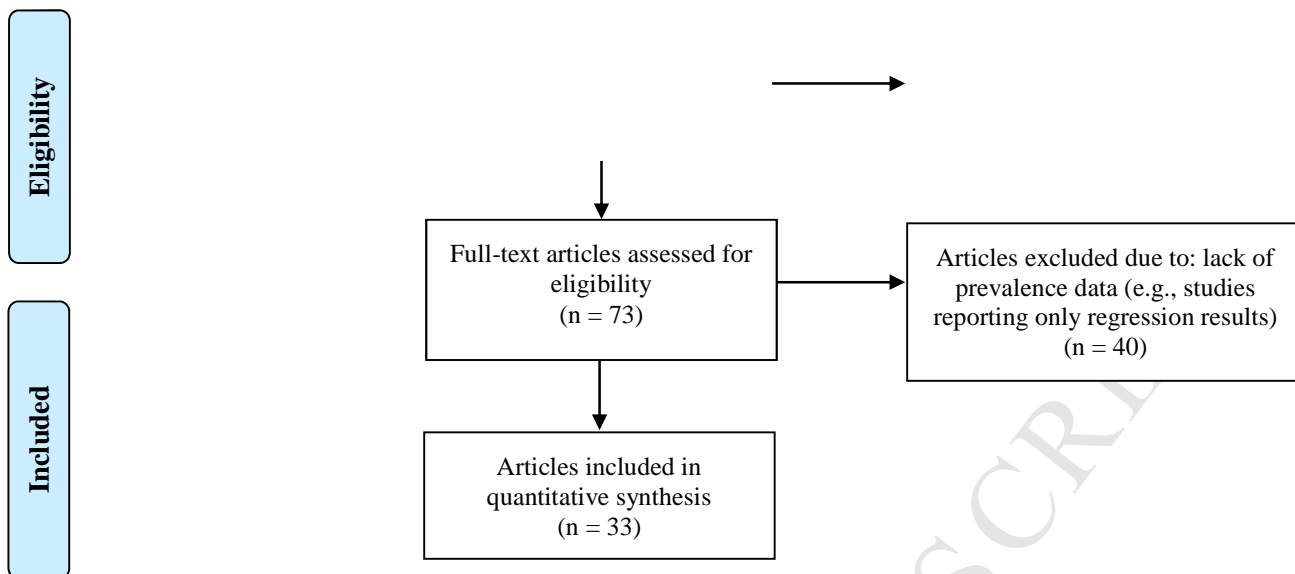 Eligibility
Full-text articles assessed for
eligibility
(n = 73)
Articles excluded due to: lack of
prevalence data (e.g., studies
reporting only regression results)
(n = 40)
Included
Articles included in
quantitative synthesis
(n = 33)